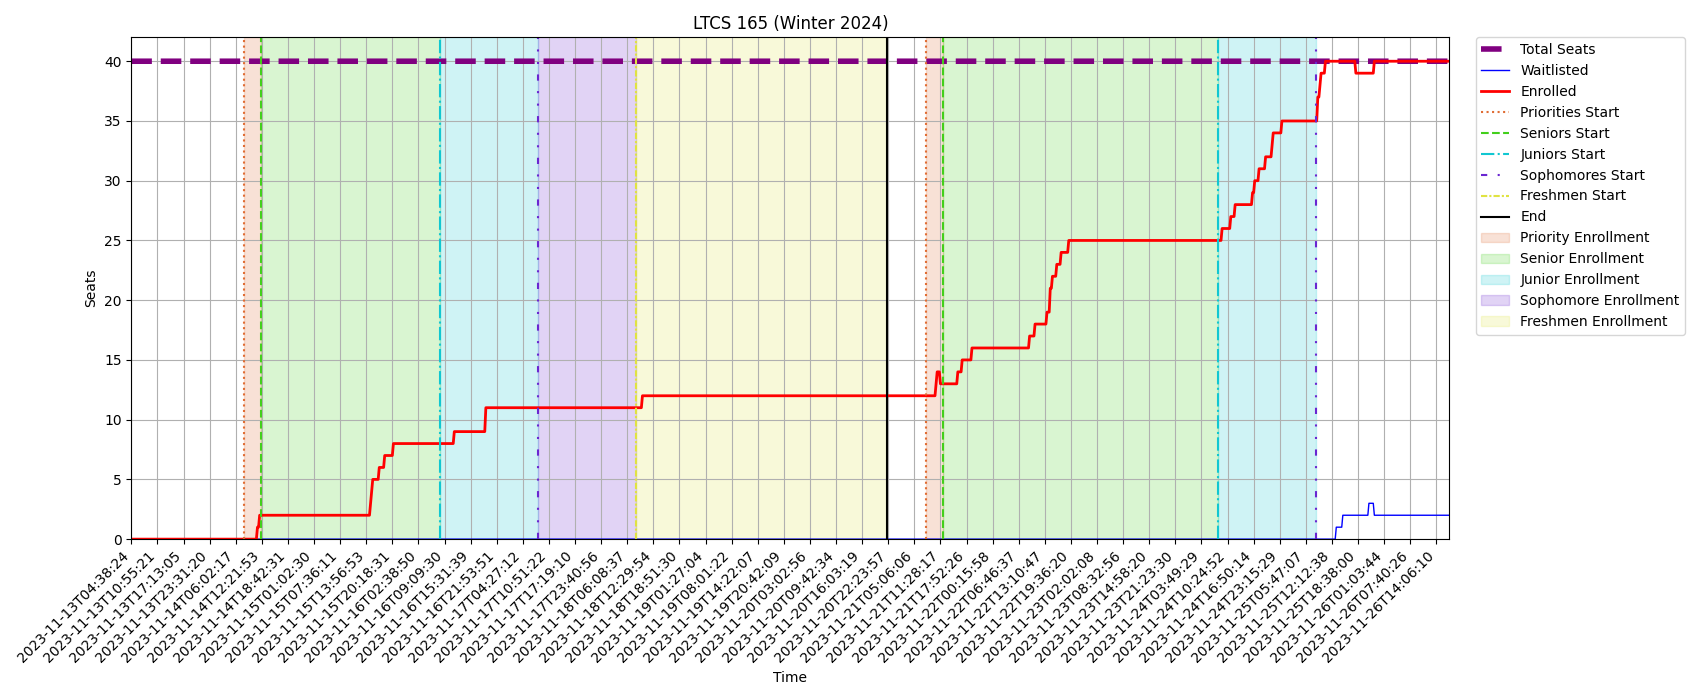 LTCS 165 (Winter 2024)
Seats
40
35
30
25
20
15
10
5
0
2023-11-13T04:38:24
2023-11-13T10:55:21
2023-11-13T17:13:05
2023-11-13T23:31:20
2023-11-14T06:02:17
2023-11-14T12:21:53
2023-11-14T18:42:31
2023-11-15T01:02:30
2023-11-15T07:36:11
2023-11-15T13:56:53
2023-11-15T20:18:31
2023-11-16T02:38:50
2023-11-16T09:09:30
2023-11-16T15:31:39
2023-11-16T21:53:51
2023-11-17T04:27:12
2023-11-17T10:51:22
2023-11-17T17:19:10
2023-11-17T23:40:56
2023-11-18T06:08:37
2023-11-18T12:29:54
2023-11-18T18:51:30
2023-11-19T01:27:04
2023-11-19T08:01:22
2023-11-19T14:22:07
2023-11-19T20:42:09
2023-11-20T03:02:56
2023-11-20T09:42:34
2023-11-20T16:03:19
2023-11-20T22:23:57
2023-11-21T05:06:06
2023-11-21T11:28:17
2023-11-21T17:52:26
2023-11-22T00:15:58
2023-11-22T06:46:37
2023-11-22T13:10:47
2023-11-22T19:36:20
2023-11-23T02:02:08
2023-11-23T08:32:56
2023-11-23T14:58:20
2023-11-23T21:23:30
2023-11-24T03:49:29
2023-11-24T10:24:52
2023-11-24T16:50:14
2023-11-24T23:15:29
2023-11-25T05:47:07
2023-11-25T12:12:38
2023-11-25T18:38:00
2023-11-26T01:03:44
2023-11-26T07:40:26
2023-11-26T14:06:10
Time
Total Seats
Waitlisted
Enrolled
Priorities Start
Seniors Start
Juniors Start
Sophomores Start
Freshmen Start
End
Priority Enrollment
Senior Enrollment
Junior Enrollment
Sophomore Enrollment
Freshmen Enrollment